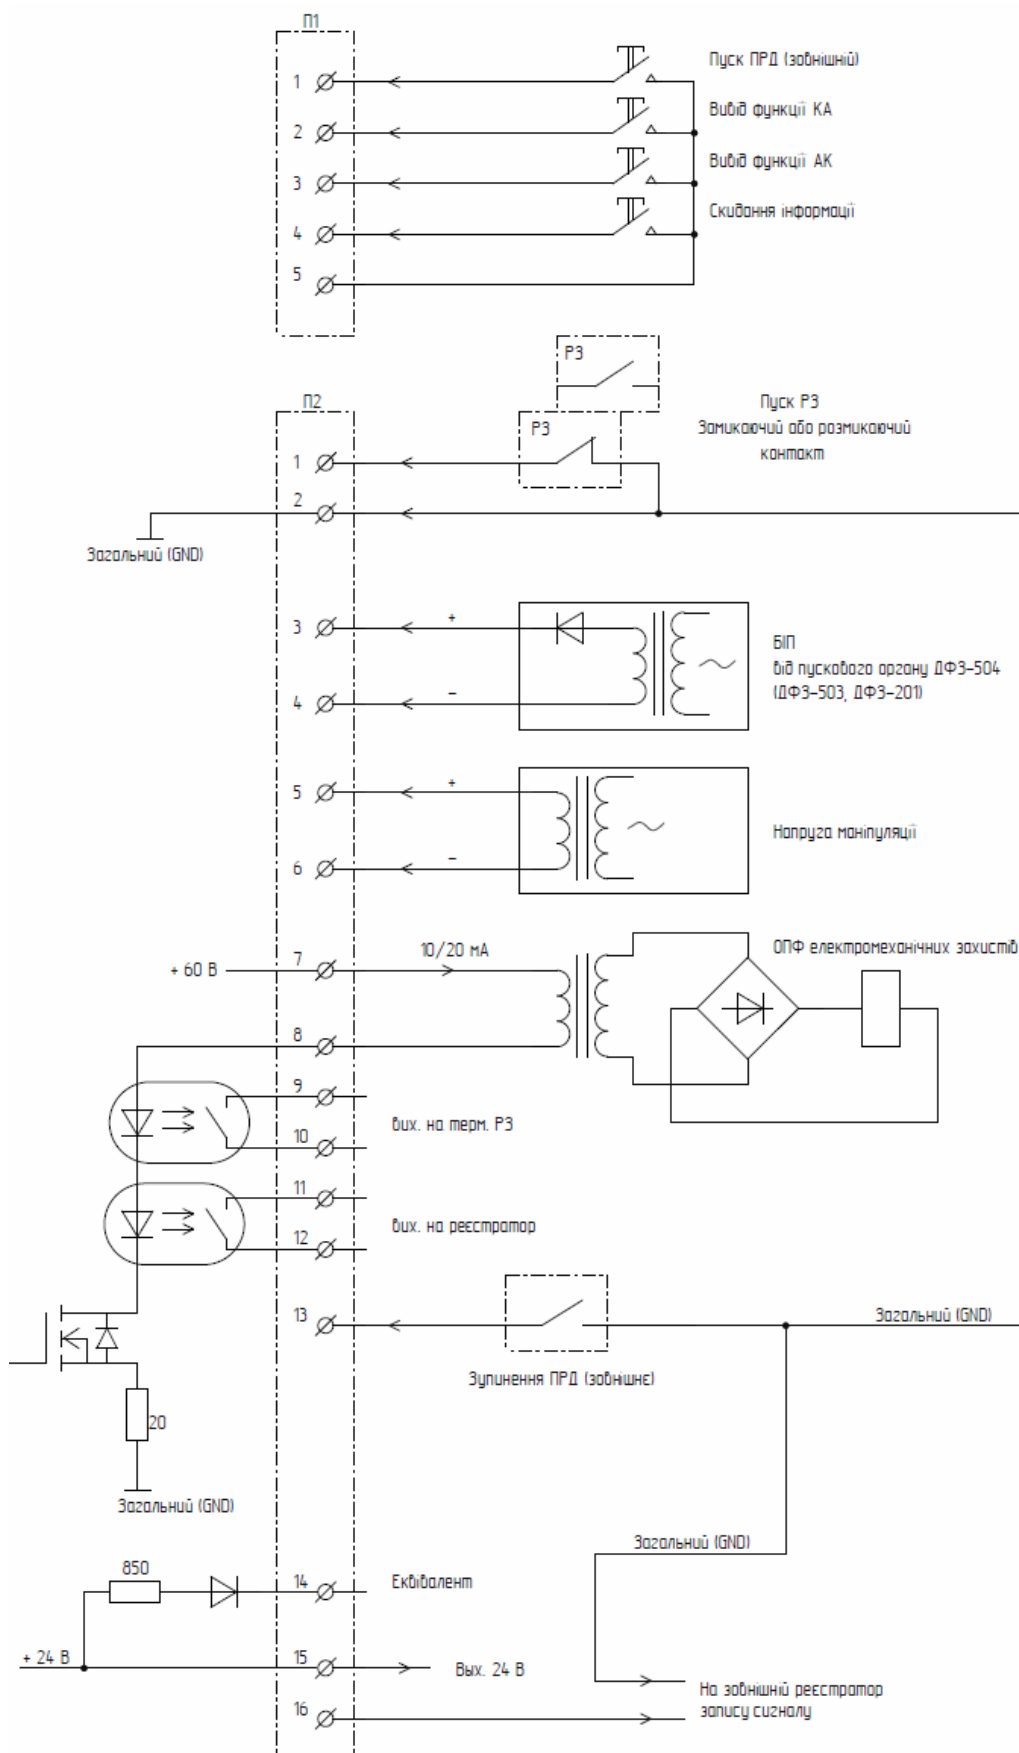 П1
1
Пуск ПРД (зовнішній)
2
Вивід функції КА
3
Вивід функції АК
4
Скидання інформації
5
РЗ
П2
РЗ
Пуск РЗ
Замикаючий або розмикаючий
контакт
1
2
Загальний (GND)
3
+
4
–
БІП
від пускового органу ДФЗ-504
(ДФЗ-503, ДФЗ-201)
5
+
6
–
Напруга маніпуляції
+ 60 В
7
10/20 мА
ОПФ електромеханічних захистів
8
9
10
вих. на терм. РЗ
11
12
вих. на реєстратор
13
Загальний (GND)
Зупинення ПРД (зовнішнє)
20
Загальний (GND)
Загальний (GND)
850
14
Еквівалент
+ 24 В
15
Вых. 24 В
16
На зовнішній реєстратор
запису сигналу